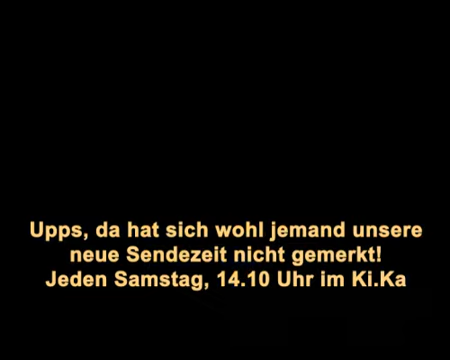 Upps, da hat sich wohl jemand unsere
neue Sendezeit nicht gemerkt!
Jeden Samstag, 14.10 Uhr im Ki.Ka